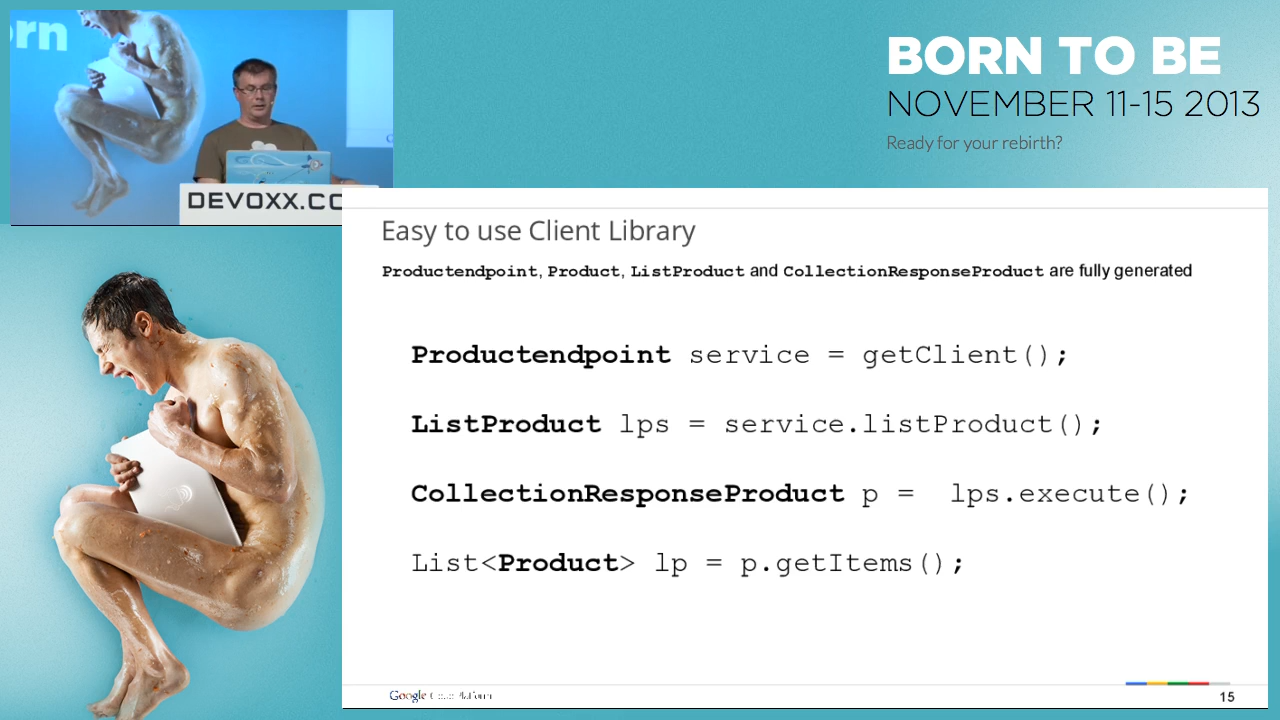 orn
DEVOXX.CO
BORN TO BE
NOVEMBER 11-15 2013
Ready for your rebirth?
Easy to use Client Library
Productendpoint, Product, ListProduct and CollectionResponseProduct are fully generated
Productendpoint service = getClient();
ListProduct lps = service.listProduct();
CollectionResponseProduct p = lps.execute();
List<Product> lp = p.getItems();
Google
15